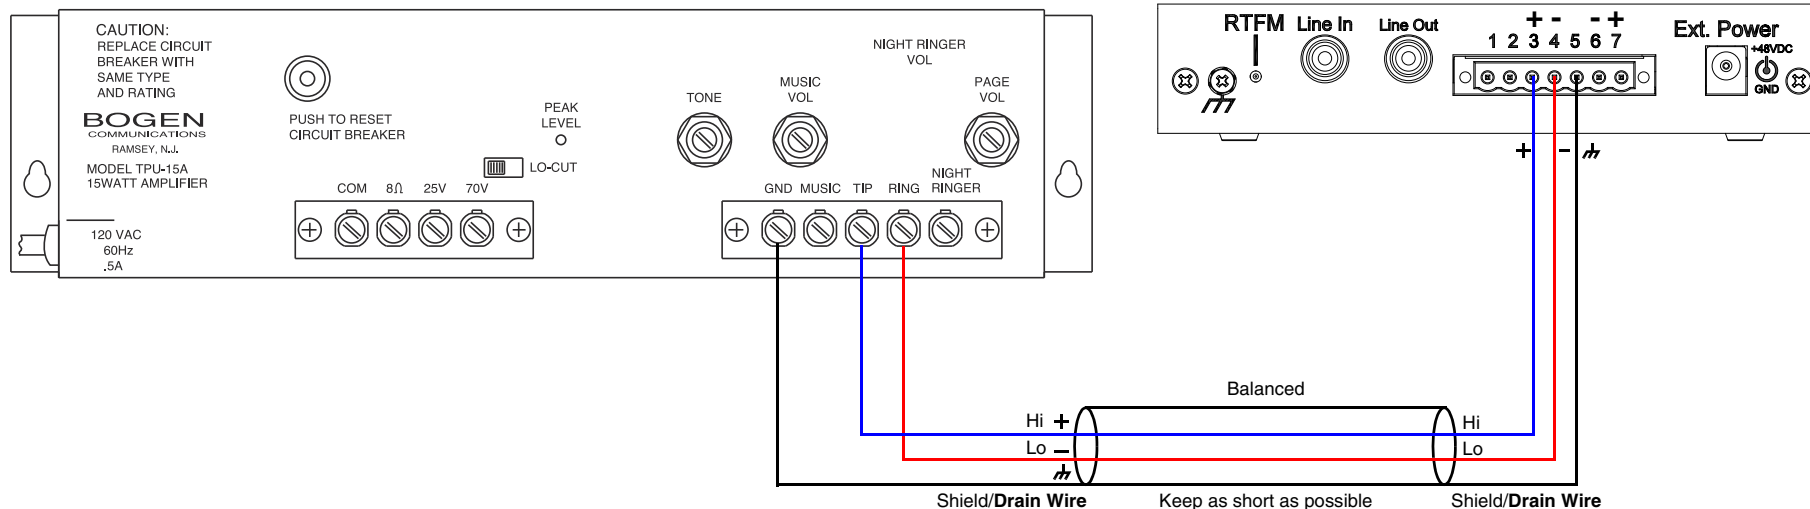 CAUTION:
REPLACE CIRCUIT
BREAKER WITH
SAME TYPE
AND RATING
BOGEN
COMMUNICATIONS
RAMSEY, N.J.
MODEL TPU-15A
15WATT AMPLIFIER
120 VAC
60Hz
.5A
PUSH TO RESET
CIRCUIT BREAKER
PEAK
LEVEL
LO-CUT
COM 8Ω 25V 70V
NIGHT RINGER
VOL
TONE
MUSIC
VOL
PAGE
VOL
GND MUSIC TIP RING NIGHT
RINGER
RTFM Line In Line Out
+ - - +
1 2 3 4 5 6 7
Ext. Power
+48VDC
GND
+ -
Balanced
Hi + Hi
Lo - Lo
Shield/Drain Wire Keep as short as possible Shield/Drain Wire